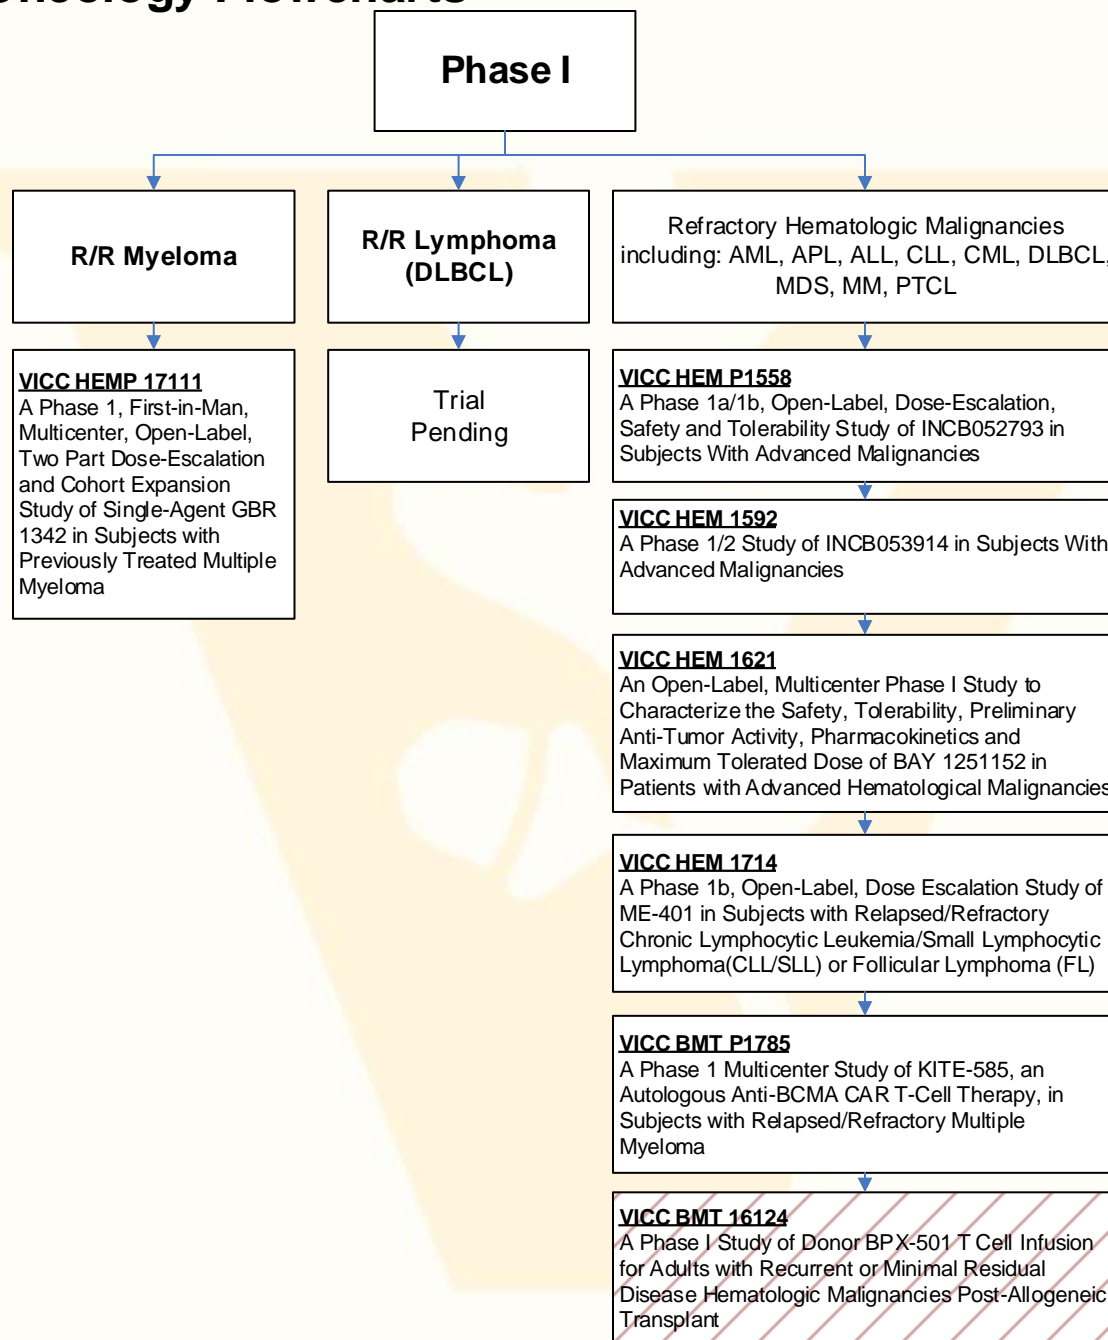 Oncology Flowcharts
Phase I
R/R Myeloma
R/R Lymphoma
(DLBCL)
Refractory Hematologic Malignancies
including: AML, APL, ALL, CLL, CML, DLBCL,
MDS, MM, PTCL
VICC HEMP 17111
A Phase 1, First-in-Man,
Multicenter, Open-Label,
Two Part Dose-Escalation
and Cohort Expansion
Study of Single-Agent GBR
1342 in Subjects with
Previously Treated Multiple
Myeloma
Trial
Pending
VICC HEM P1558
A Phase 1a/1b, Open-Label, Dose-Escalation,
Safety and Tolerability Study of INCB052793 in
Subjects With Advanced Malignancies
VICC HEM 1592
A Phase 1/2 Study of INCB053914 in Subjects With
Advanced Malignancies
VICC HEM 1621
An Open-Label, Multicenter Phase I Study to
Characterize the Safety, Tolerability, Preliminary
Anti-Tumor Activity, Pharmacokinetics and
Maximum Tolerated Dose of BAY 1251152 in
Patients with Advanced Hematological Malignancies
VICC HEM 1714
A Phase 1b, Open-Label, Dose Escalation Study of
ME-401 in Subjects with Relapsed/Refractory
Chronic Lymphocytic Leukemia/Small Lymphocytic
Lymphoma(CLL/SLL) or Follicular Lymphoma (FL)
VICC BMT P1785
A Phase 1 Multicenter Study of KITE-585, an
Autologous Anti-BCMA CAR T-Cell Therapy, in
Subjects with Relapsed/Refractory Multiple
Myeloma
VICC BMT 16124
A Phase I Study of Donor BPX-501 T Cell Infusion
for Adults with Recurrent or Minimal Residual
Disease Hematologic Malignancies Post-Allogeneic
Transplant